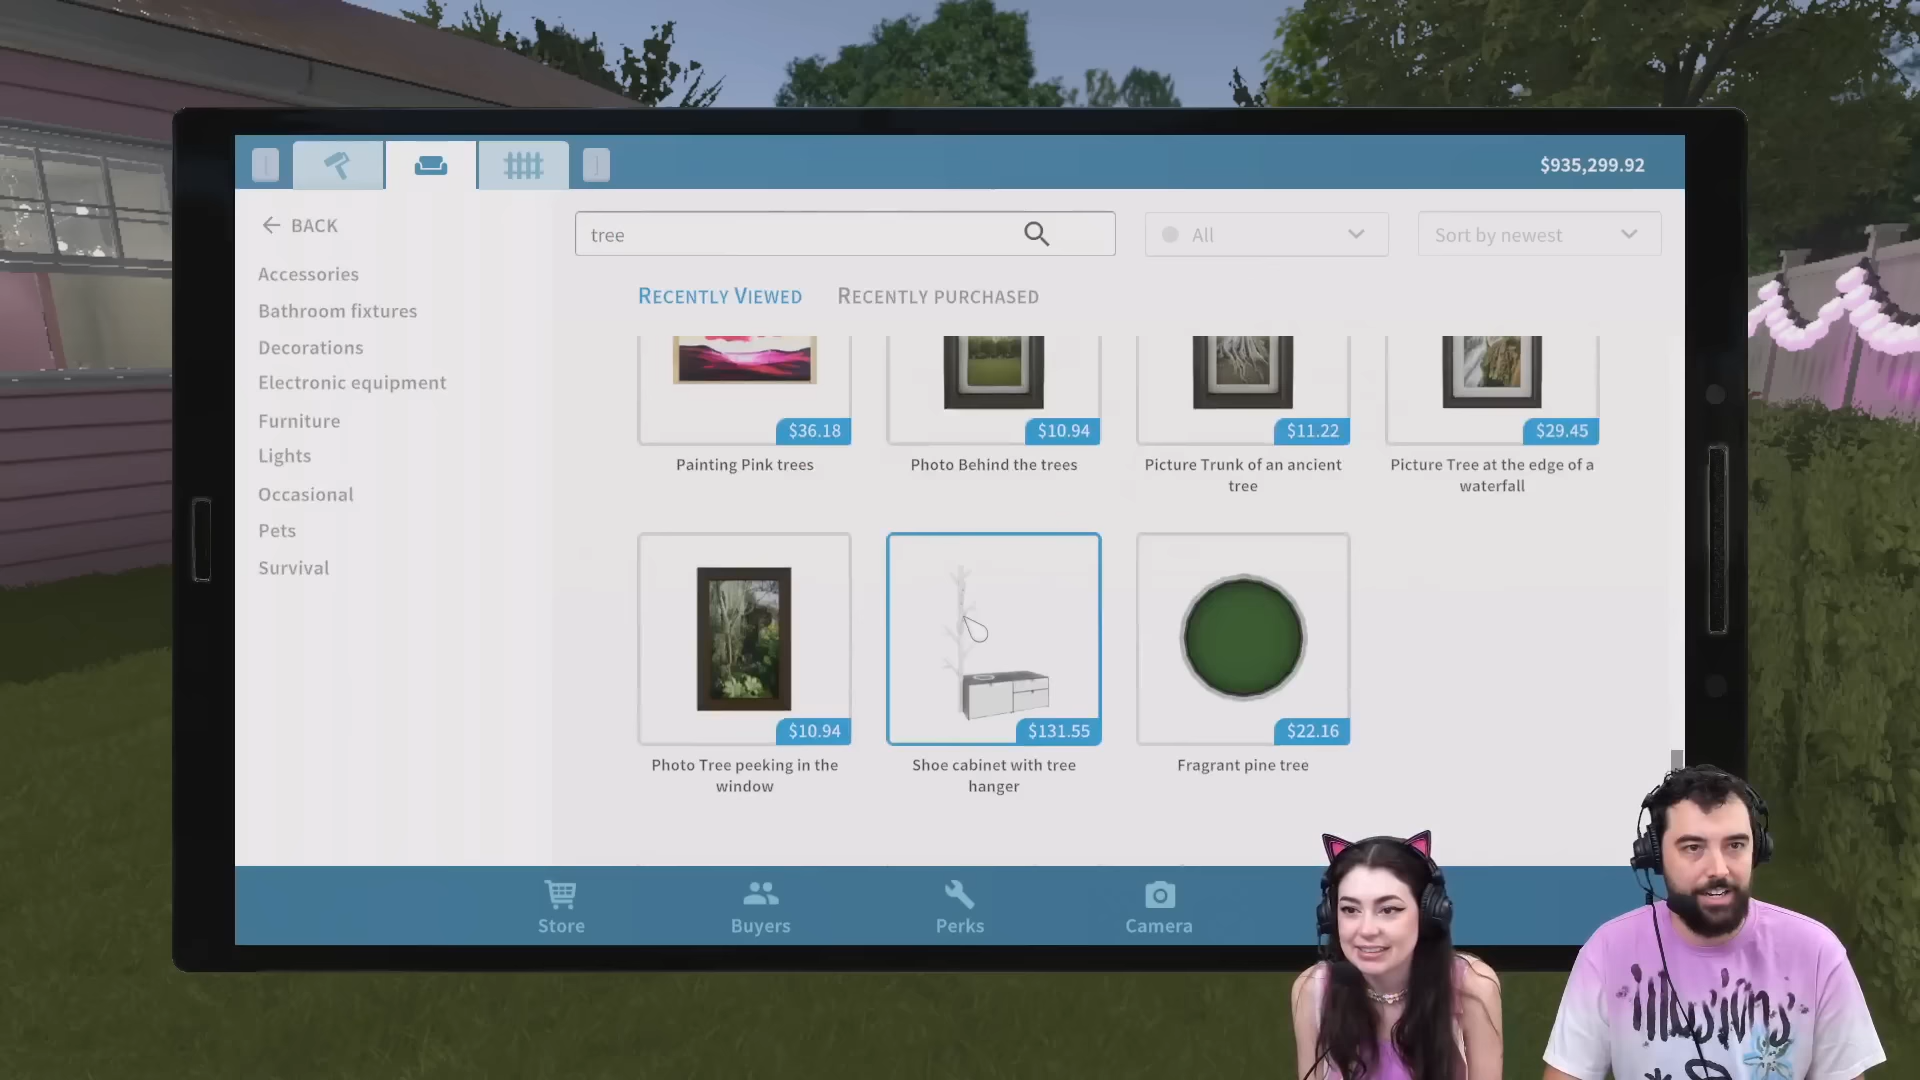 $935,299.92
BACK
tree
All
Sort by newest
Accessories
Bathroom fixtures
Decorations
Electronic equipment
Furniture
Lights
Occasional
Pets
Survival
RECENTLY VIEWED
RECENTLY PURCHASED
$36.18
$10.94
$11.22
$29.45
Painting Pink trees
Photo Behind the trees
Picture Trunk of an ancient
tree
Picture Tree at the edge of a
waterfall
$10.94
$131.55
$22.16
Photo Tree peeking in the
window
Shoe cabinet with tree
hanger
Fragrant pine tree
Store
Buyers
Perks
Camera
illusions